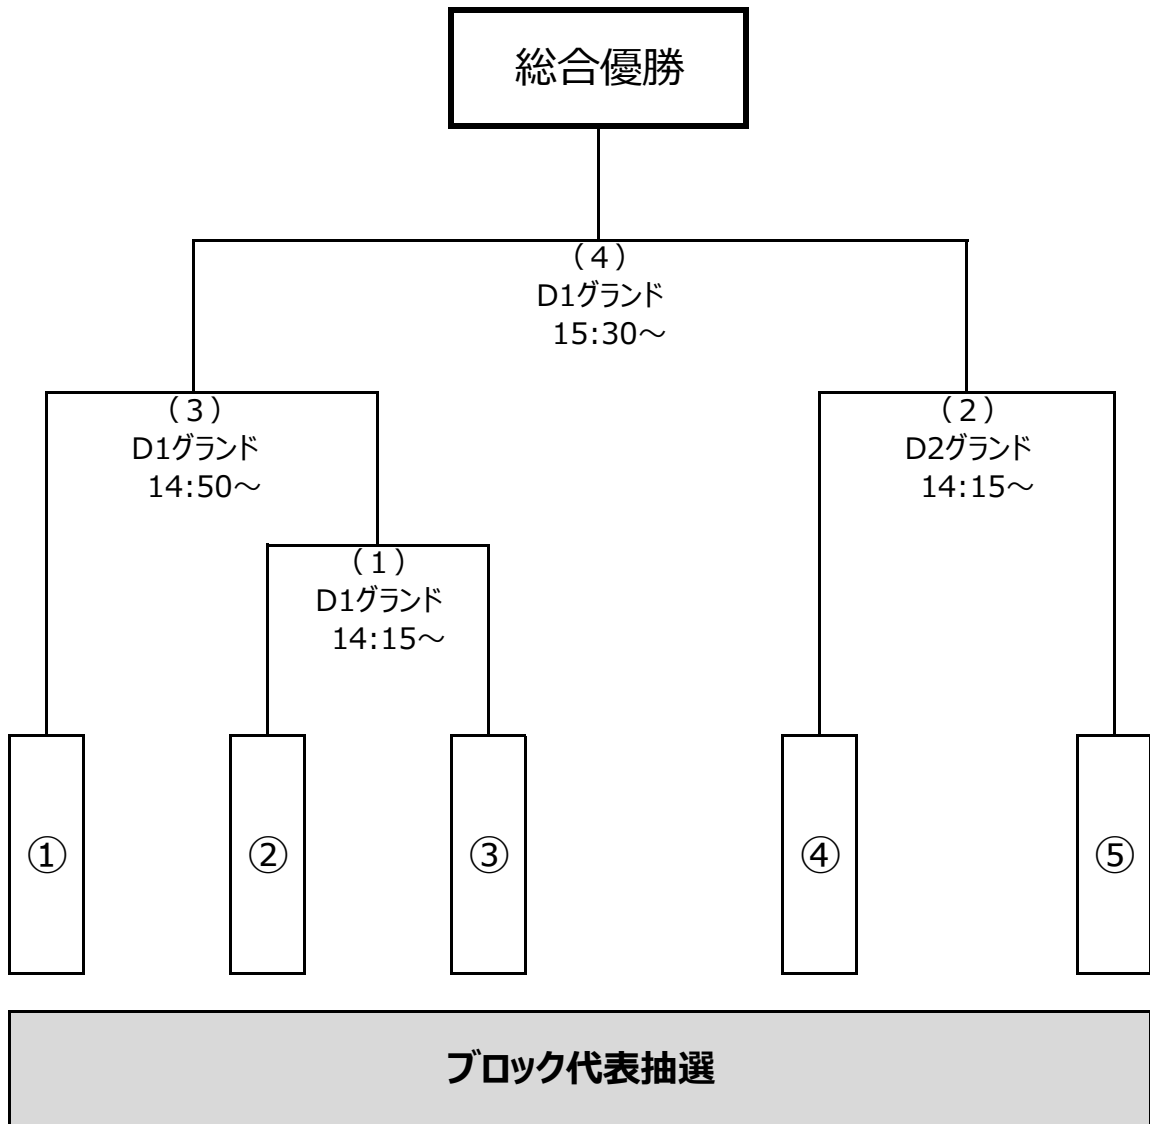 総合優勝
（４）
D1グランド
15:30～
（３）
D1グランド
14:50～
（２）
D2グランド
14:15～
（１）
D1グランド
14:15～
①
②
③
④
⑤
ブロック代表抽選